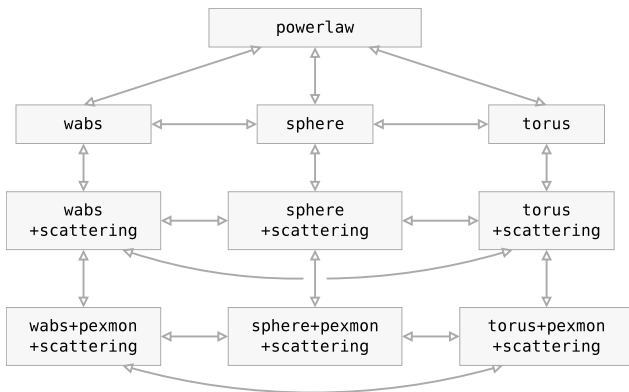 powerlaw
wabs
sphere
torus
wabs
+scattering
sphere
+scattering
torus
+scattering
wabs+pexmon
+scattering
sphere+pexmon
+scattering
torus+pexmon
+scattering